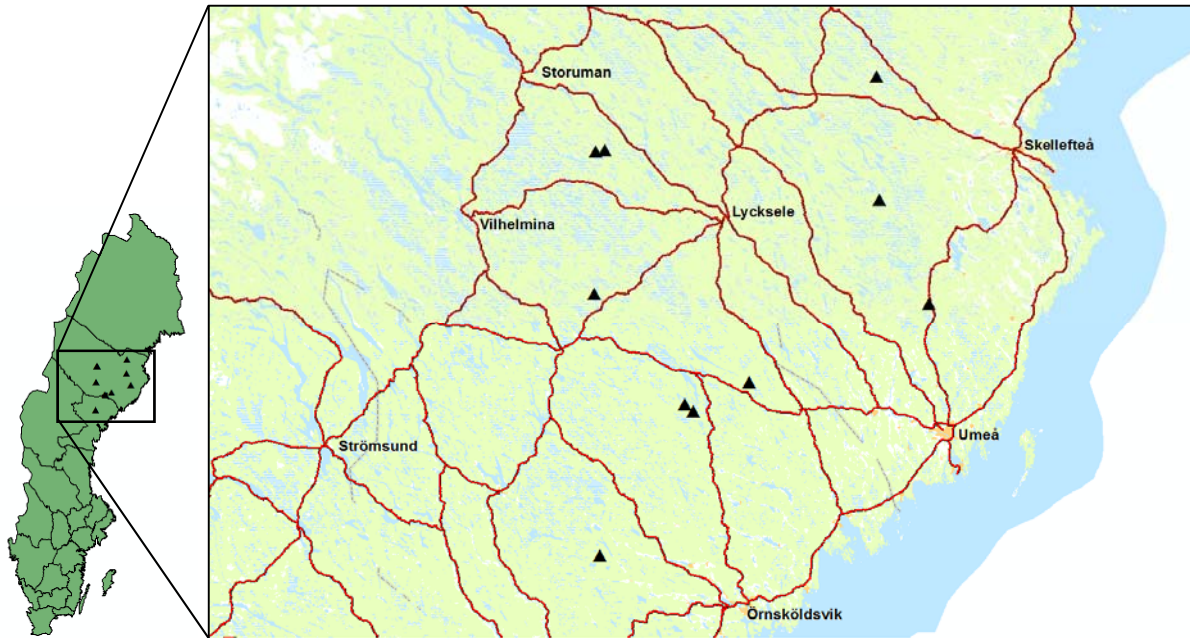 Storuman
Skellefteå
Lycksele
Vilhelmina
Umeå
Strömsund
Örnsköldsvik